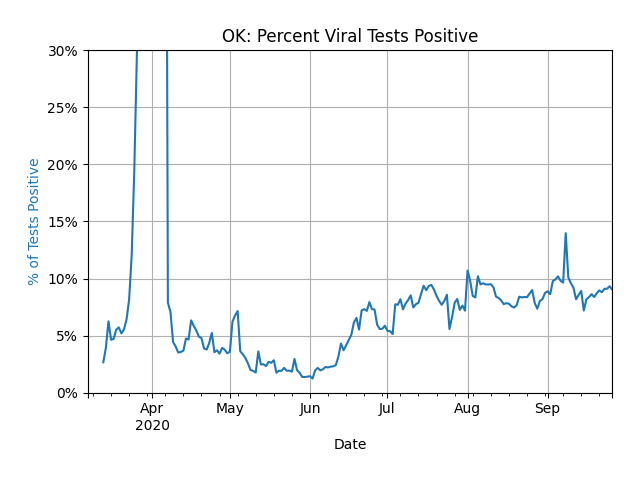 OK: Percent Viral Tests Positive
30%
25%
20%
15%
10%
5%
0%
% of Tests Positive
Apr
2020
May
Jun
Jul
Aug
Sep
Date